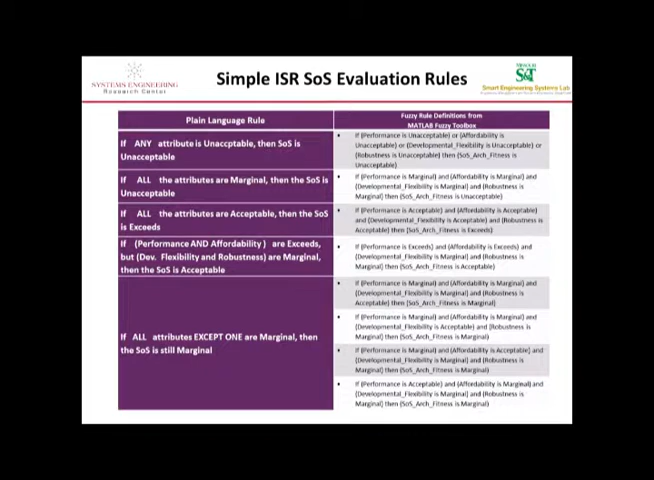 SYSTEMS ENGINEERING
Research Center
Simple ISR SoS Evaluation Rules
S&T
Smart Engineering Systems Lab
Plain Language Rule
Fuzzy Rule Definitions from
MATLAB Fuzzy Toolbox
If ANY attribute is Unaccptable, then SoS is
Unacceptable
• If (Performance is Unacceptable) or (Affordability is
Unacceptable) or (Developmental_Flexibility is Unacceptable) or
(Robustness is Unacceptable) then (SoS_Arch_Fitness is
Unacceptable)
If ALL the attributes are Marginal, then the SoS is
Unacceptable
• If (Performance is Marginal) and (Affordability is Marginal) and
(Developmental_Flexibility is Marginal) and (Robustness is
Marginal) then (SoS_Arch_Fitness is Unacceptable)
If ALL the attributes are Acceptable, then the SoS
is Exceeds
• If (Performance is Acceptable) and (Affordability is Acceptable)
and (Developmental_Flexibility is Acceptable) and (Robustness is
Acceptable) then (SoS_Arch_Fitness is Exceeds)
If (Performance AND Affordability ) are Exceeds,
but (Dev. Flexibility and Robustness) are Marginal,
then the SoS is Acceptable
• If (Performance is Exceeds) and (Affordability is Exceeds) and
(Developmental_Flexibility is Marginal) and (Robustness is
Marginal) then (SoS_Arch_Fitness is Acceptable)
If ALL attributes EXCEPT ONE are Marginal, then
the SoS is still Marginal
• If (Performance is Marginal) and (Affordability is Marginal) and
(Developmental_Flexibility is Marginal) and (Robustness is
Acceptable) then (SoS_Arch_Fitness is Marginal)
• If (Performance is Marginal) and (Affordability is Marginal) and
(Developmental_Flexibility is Acceptable) and (Robustness is
Marginal) then (SoS_Arch_Fitness is Marginal)
• If (Performance is Marginal) and (Affordability is Acceptable) and
(Developmental_Flexibility is Marginal) and (Robustness is
Marginal) then (SoS_Arch_Fitness is Marginal)
• If (Performance is Acceptable) and (Affordability is Marginal) and
(Developmental_Flexibility is Marginal) and (Robustness is
Marginal) then (SoS_Arch_Fitness is Marginal)